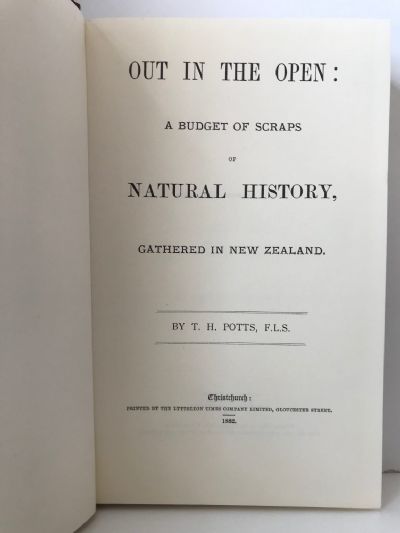 OUT IN THE OPEN:
A BUDGET OF SCRAPS
OF
NATURAL HISTORY,
GATHERED IN NEW ZEALAND.
BY T. H. POTTS, F.L.S.
Christchurch:
PRINTED BY THE LYTTELTON TIMES COMPANY LIMITED, GLOUCESTER STREET.
1882.